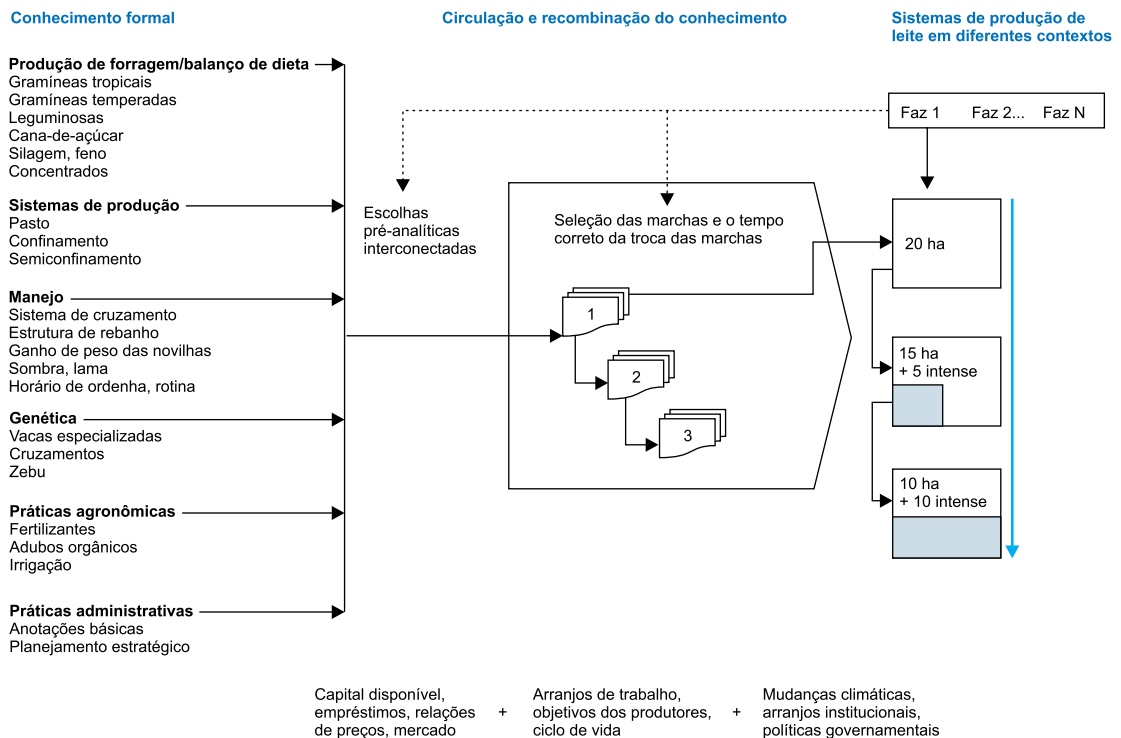 Conhecimento formal
Circulação e recombinação do conhecimento
Sistemas de produção de
leite em diferentes contextos
Produção de forragem/balanço de dieta
Gramíneas tropicais
Gramíneas temperadas
Leguminosas
Cana-de-açúcar
Silagem, feno
Concentrados
Sistemas de produção
Pasto
Confinamento
Semiconfinamento
Manejo
Sistema de cruzamento
Estrutura de rebanho
Ganho de peso das novilhas
Sombra, lama
Horário de ordenha, rotina
Genética
Vacas especializadas
Cruzamentos
Zebu
Práticas agronômicas
Fertilizantes
Adubos orgânicos
Irrigação
Práticas administrativas
Anotações básicas
Planejamento estratégico
Escolhas
pré-analíticas
interconectadas
Seleção das marchas e o tempo
correto da troca das marchas
1
2
3
Faz 1 Faz 2... Faz N
20 ha
15 ha
+ 5 intense
10 ha
+ 10 intense
Capital disponível,
empréstimos, relações
de preços, mercado
+
Arranjos de trabalho,
objetivos dos produtores,
ciclo de vida
+
Mudanças climáticas,
arranjos institucionais,
políticas governamentais